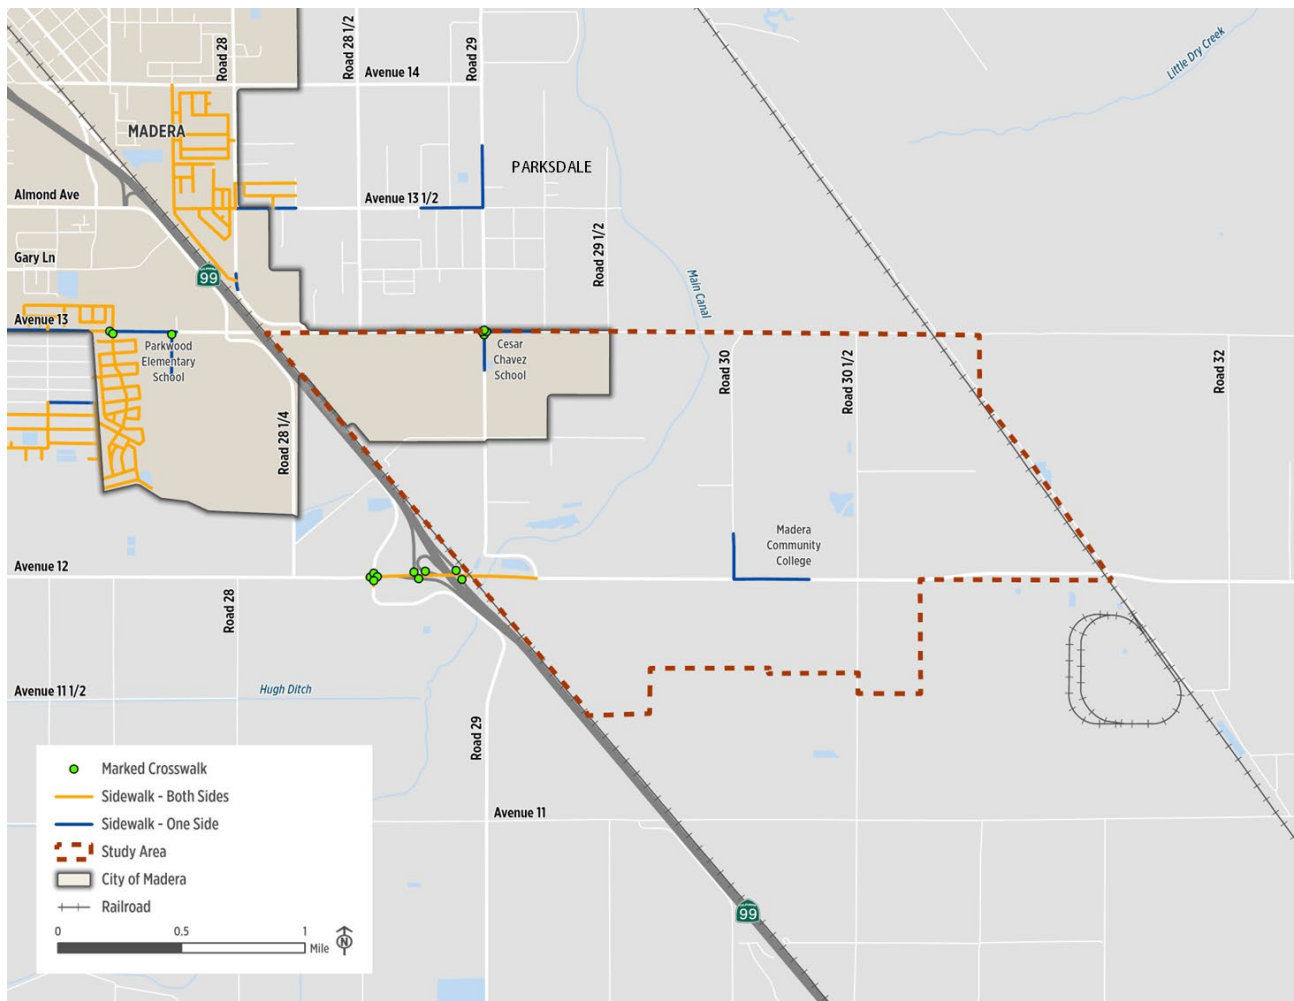 Road 28
Road 28 1/2
Road 29
Avenue 14
Little Dry Creek
MADERA
PARKSDALE
Almond Ave
Avenue 13 1/2
Gary Ln
99
Road 29 1/2
Main Canal
Avenue 13
Parkwood
Elementary
School
Cesar
Chavez
School
Road 30
Road 30 1/2
Road 32
Road 28 1/4
Madera
Community
College
Avenue 12
Road 28
Avenue 11 1/2
Hugh Ditch
Road 29
Avenue 11
99
Marked Crosswalk
Sidewalk - Both Sides
Sidewalk - One Side
Study Area
City of Madera
Railroad
0 0.5 1
Mile
N